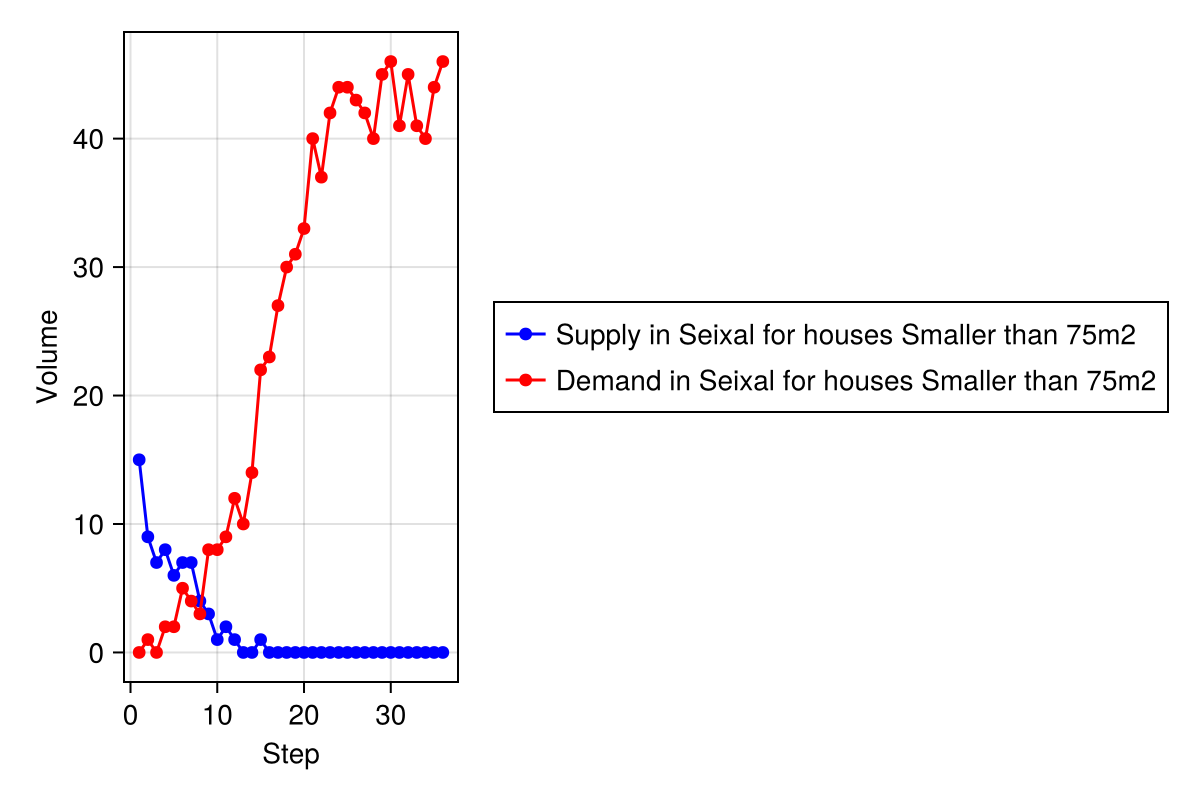 Volume
40
30
20
10
0
0 10 20 30
Step
Supply in Seixal for houses Smaller than 75m2
Demand in Seixal for houses Smaller than 75m2